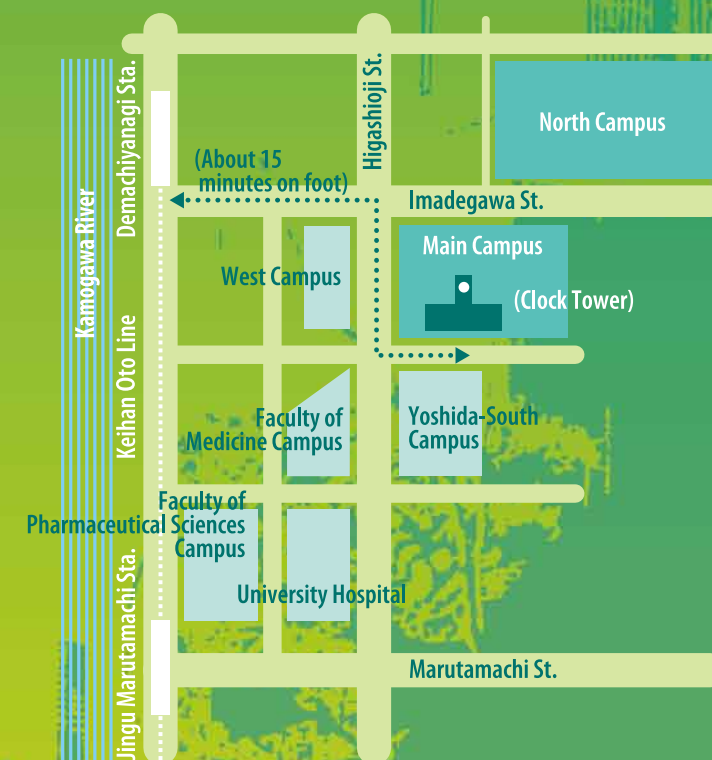 Demachiyanagi Sta.
Higashioji St.
North Campus
(About 15
minutes on foot)
Imadegawa St.
Kamogawa River
Main Campus
West Campus
(Clock Tower)
Keihan Oto Line
Faculty of
Medicine Campus
Yoshida-South
Campus
Faculty of
Pharmaceutical Sciences
Campus
Jingu Marutamachi Sta.
University Hospital
Marutamachi St.